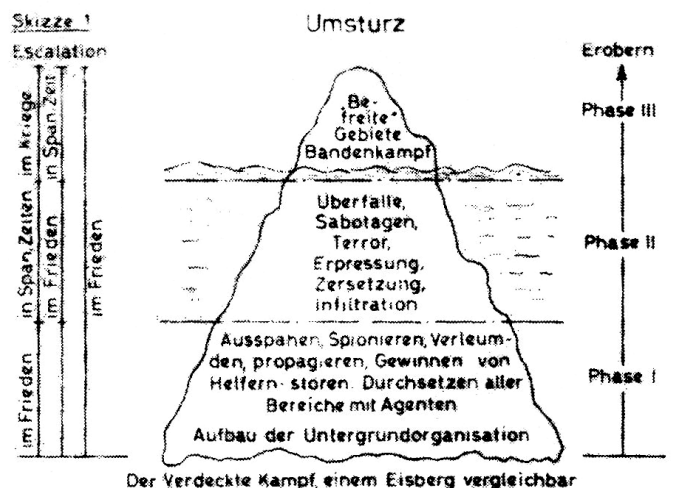 Skizze 1
Escalation
Umsturz
Erobern
im Kriege
in Span. Zeiten
im Frieden
in Span. Zeit
im Frieden
im Frieden
„Be-
freite"
Gebiete
Bandenkampf
Überfälle,
Sabotagen,
Terror,
Erpressung,
Zersetzung,
infiltration
Ausspähen, Spionieren, Verleum-
den, propagieren, Gewinnen von
Helfern - stören. Durchsetzen aller
Bereiche mit Agenten
Aufbau der Untergrundorganisation
Phase III
Phase II
Phase I
Der Verdeckte Kampf, einem Eisberg vergleichbar